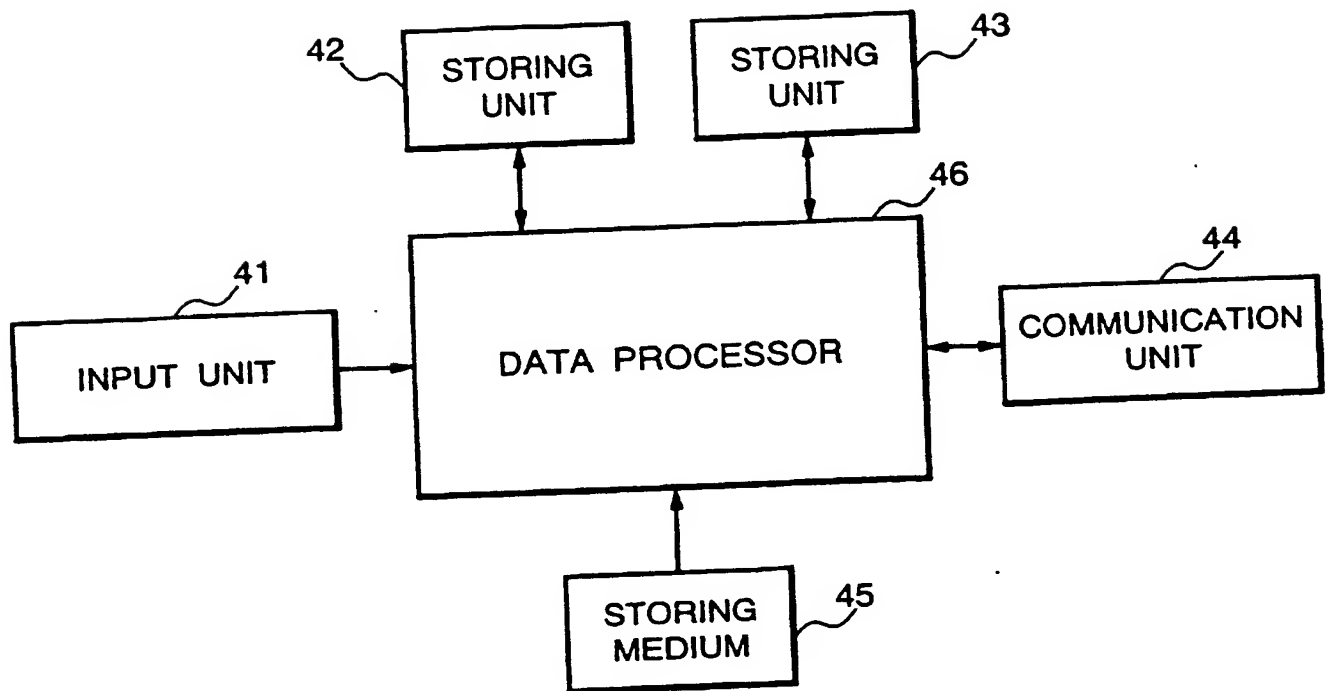 42
STORING
UNIT
STORING
UNIT
43
46
41
INPUT UNIT
DATA PROCESSOR
44
COMMUNICATION
UNIT
STORING
MEDIUM
45